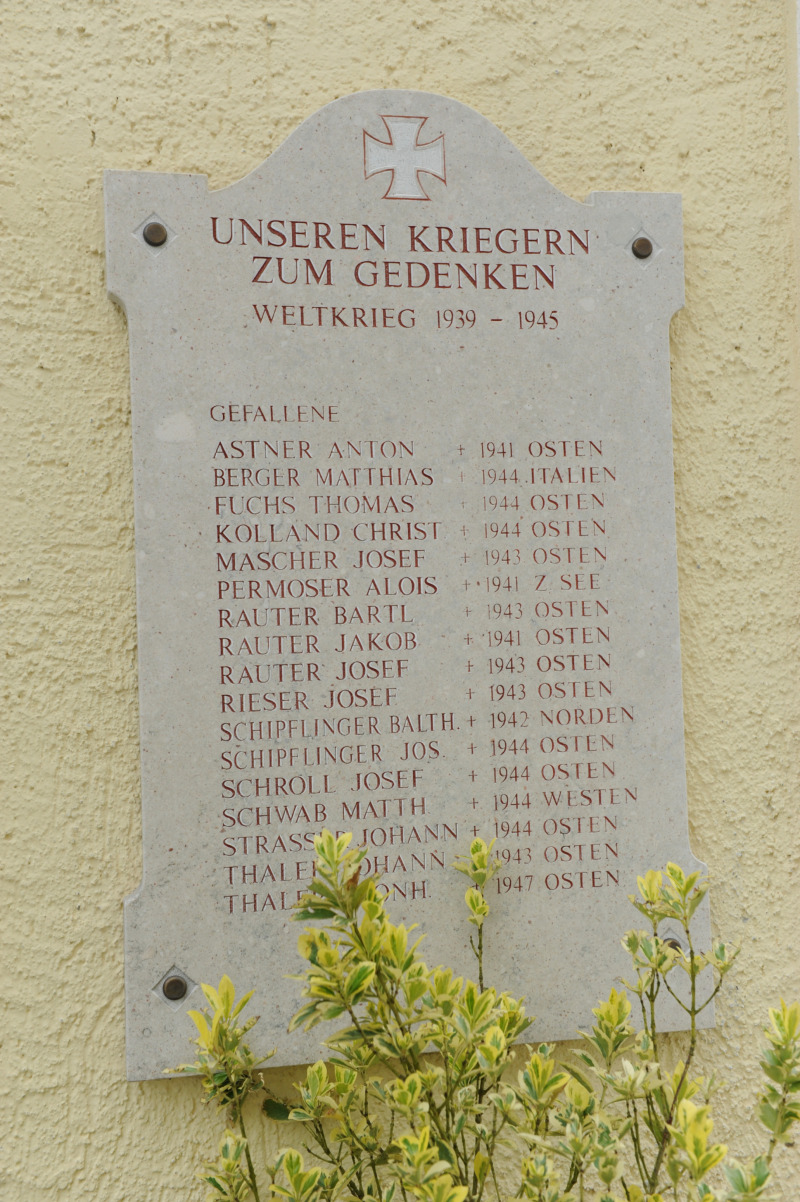 UNSEREN KRIEGERN
ZUM GEDENKEN
WELTKRIEG 1939 - 1945
GEFALLENE
ASTNER ANTON + 1941 OSTEN
BERGER MATTHIAS + 1944 ITALIEN
FUCHS THOMAS + 1944 OSTEN
KOLLAND CHRIST. + 1944 OSTEN
MASCHER JOSEF + 1943 OSTEN
PERMOSER ALOIS + 1941 Z SEE
RAUTER BARTL + 1943 OSTEN
RAUTER JAKOB + 1941 OSTEN
RAUTER JOSEF + 1943 OSTEN
RIESER JOSEF + 1943 OSTEN
SCHIPFLINGER BALTH. + 1942 NORDEN
SCHIPFLINGER JOS. + 1944 OSTEN
SCHROLL JOSEF + 1944 OSTEN
SCHWAB MATTH + 1944 WESTEN
STRASSER JOHANN + 1944 OSTEN
JOHANN 1943 OSTEN
+ 1947 OSTEN